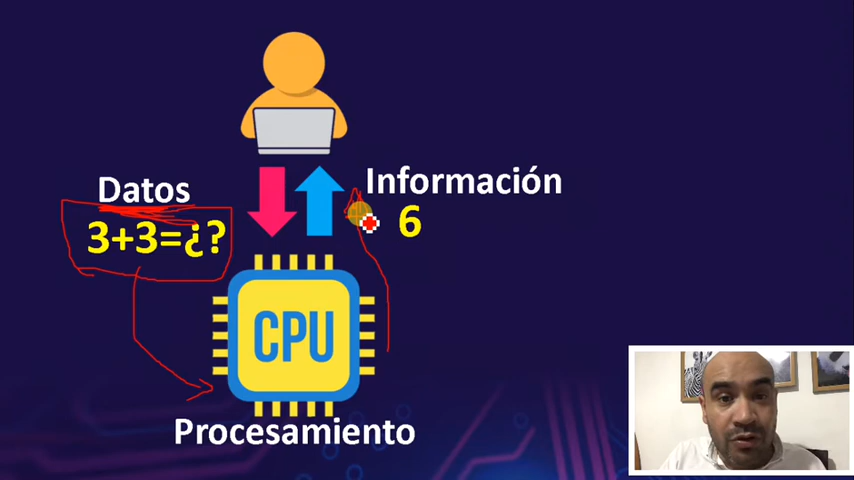 Datos
3+3=¿?
Información
6
CPU
Procesamiento